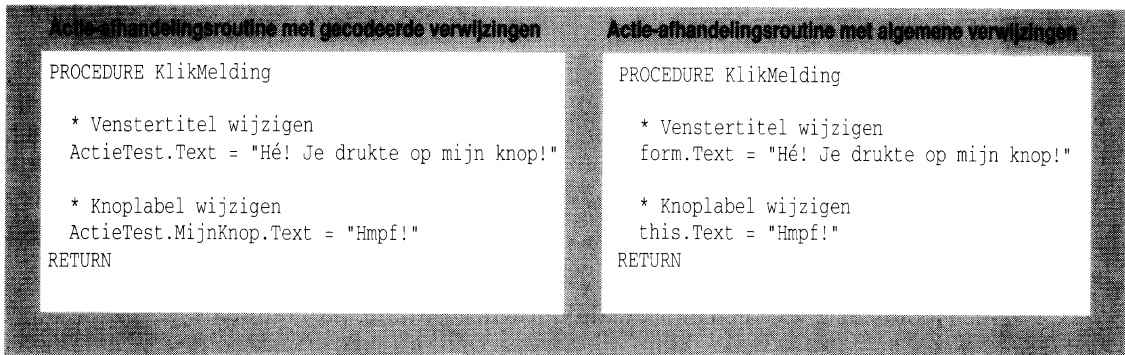 Actie-afhandelingsroutine met gecodeerde verwijzingen
PROCEDURE KlikMelding
* Venstertitel wijzigen
ActieTest.Text = "Hé! Je drukte op mijn knop!"
* Knoplabel wijzigen
ActieTest.MijnKnop.Text = "Hmpf!"
RETURN
Actie-afhandelingsroutine met algemene verwijzingen
PROCEDURE KlikMelding
* Venstertitel wijzigen
form.Text = "Hé! Je drukte op mijn knop!"
* Knoplabel wijzigen
this.Text = "Hmpf!"
RETURN